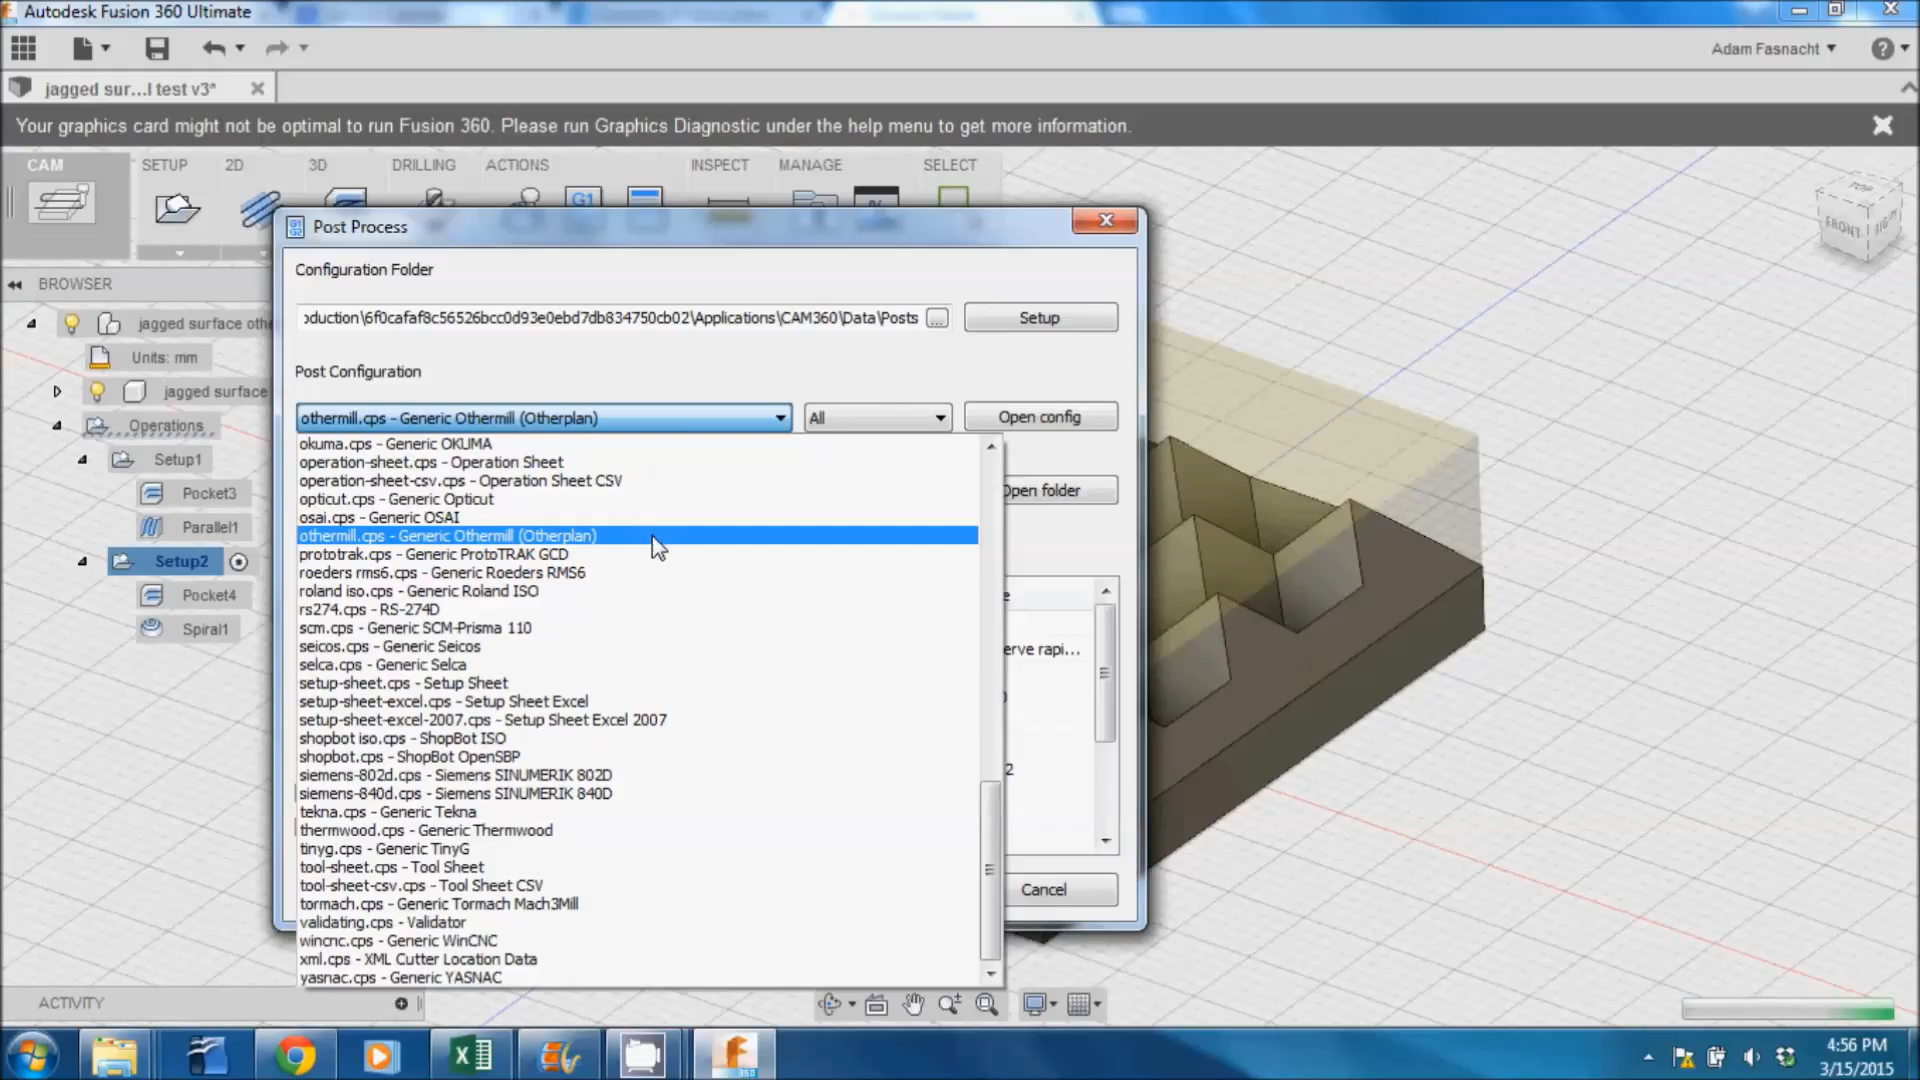 Autodesk Fusion 360 Ultimate
Adam Fasnacht
jagged sur...l test v3*
Your graphics card might not be optimal to run Fusion 360. Please run Graphics Diagnostic under the help menu to get more information.
CAM
SETUP
2D
3D
DRILLING
ACTIONS
INSPECT
MANAGE
SELECT
G1
TOP
FRONT
RIGHT
BROWSER
jagged surface othe
Units: mm
jagged surface
Operations
Setup1
Pocket3
Parallel1
Setup2
Pocket4
Spiral1
Post Process
Configuration Folder
oduction\6f0cafaf8c56526bcc0d93e0ebd7db834750cb02\Applications\CAM360\Data\Posts
...
Setup
Post Configuration
othermill.cps - Generic Othermill (Otherplan)
All
Open config
okuma.cps - Generic OKUMA
operation-sheet.cps - Operation Sheet
operation-sheet-csv.cps - Operation Sheet CSV
opticut.cps - Generic Opticut
osai.cps - Generic OSAI
othermill.cps - Generic Othermill (Otherplan)
prototrak.cps - Generic ProtoTRAK GCD
roeders rms6.cps - Generic Roeders RMS6
roland iso.cps - Generic Roland ISO
rs274.cps - RS-274D
scm.cps - Generic SCM-Prisma 110
seicos.cps - Generic Seicos
selca.cps - Generic Selca
setup-sheet.cps - Setup Sheet
setup-sheet-excel.cps - Setup Sheet Excel
setup-sheet-excel-2007.cps - Setup Sheet Excel 2007
shopbot iso.cps - ShopBot ISO
shopbot.cps - ShopBot OpenSBP
siemens-802d.cps - Siemens SINUMERIK 802D
siemens-840d.cps - Siemens SINUMERIK 840D
tekna.cps - Generic Tekna
thermwood.cps - Generic Thermwood
tinyg.cps - Generic TinyG
tool-sheet.cps - Tool Sheet
tool-sheet-csv.cps - Tool Sheet CSV
tormach.cps - Generic Tormach Mach3Mill
validating.cps - Validator
wincnc.cps - Generic WinCNC
xml.cps - XML Cutter Location Data
yasnac.cps - Generic YASNAC
Open folder
e
erve rapi...
2
Cancel
ACTIVITY
4:56 PM
3/15/2015